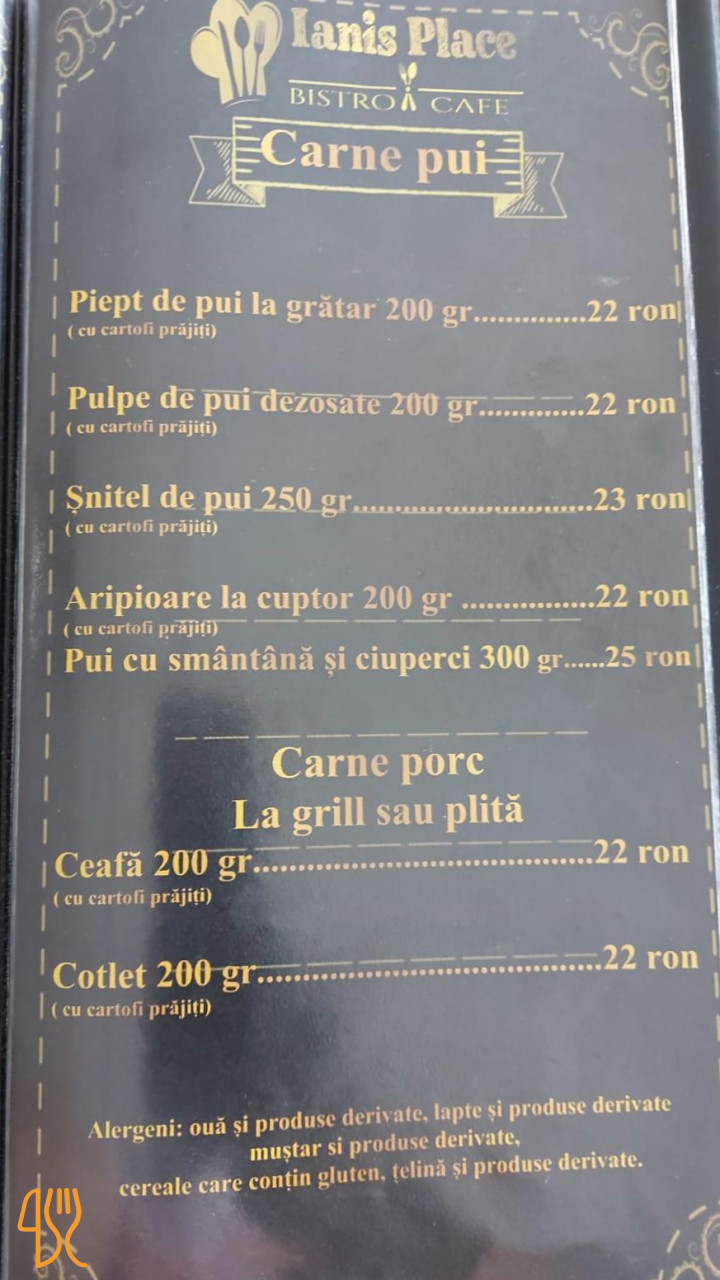 Ianis Place
BISTRO CAFE
Carne pui
Piept de pui la grătar 200 gr..............22 ron
( cu cartofi prăjiți)
Pulpe de pui dezosate 200 gr.............22 ron
( cu cartofi prăjiți)
Șnitel de pui 250 gr.............................23 ron
( cu cartofi prăjiți)
Aripioare la cuptor 200 gr ................22 ron
( cu cartofi prăjiți)
Pui cu smântână și ciuperci 300 gr......25 ron
Carne porc
La grill sau plită
Ceafă 200 gr..........................................22 ron
( cu cartofi prăjiți)
Cotlet 200 gr..........................................22 ron
( cu cartofi prăjiți)
Alergeni: ouă și produse derivate, lapte și produse derivate
muștar si produse derivate,
cereale care conțin gluten, țelină și produse derivate.